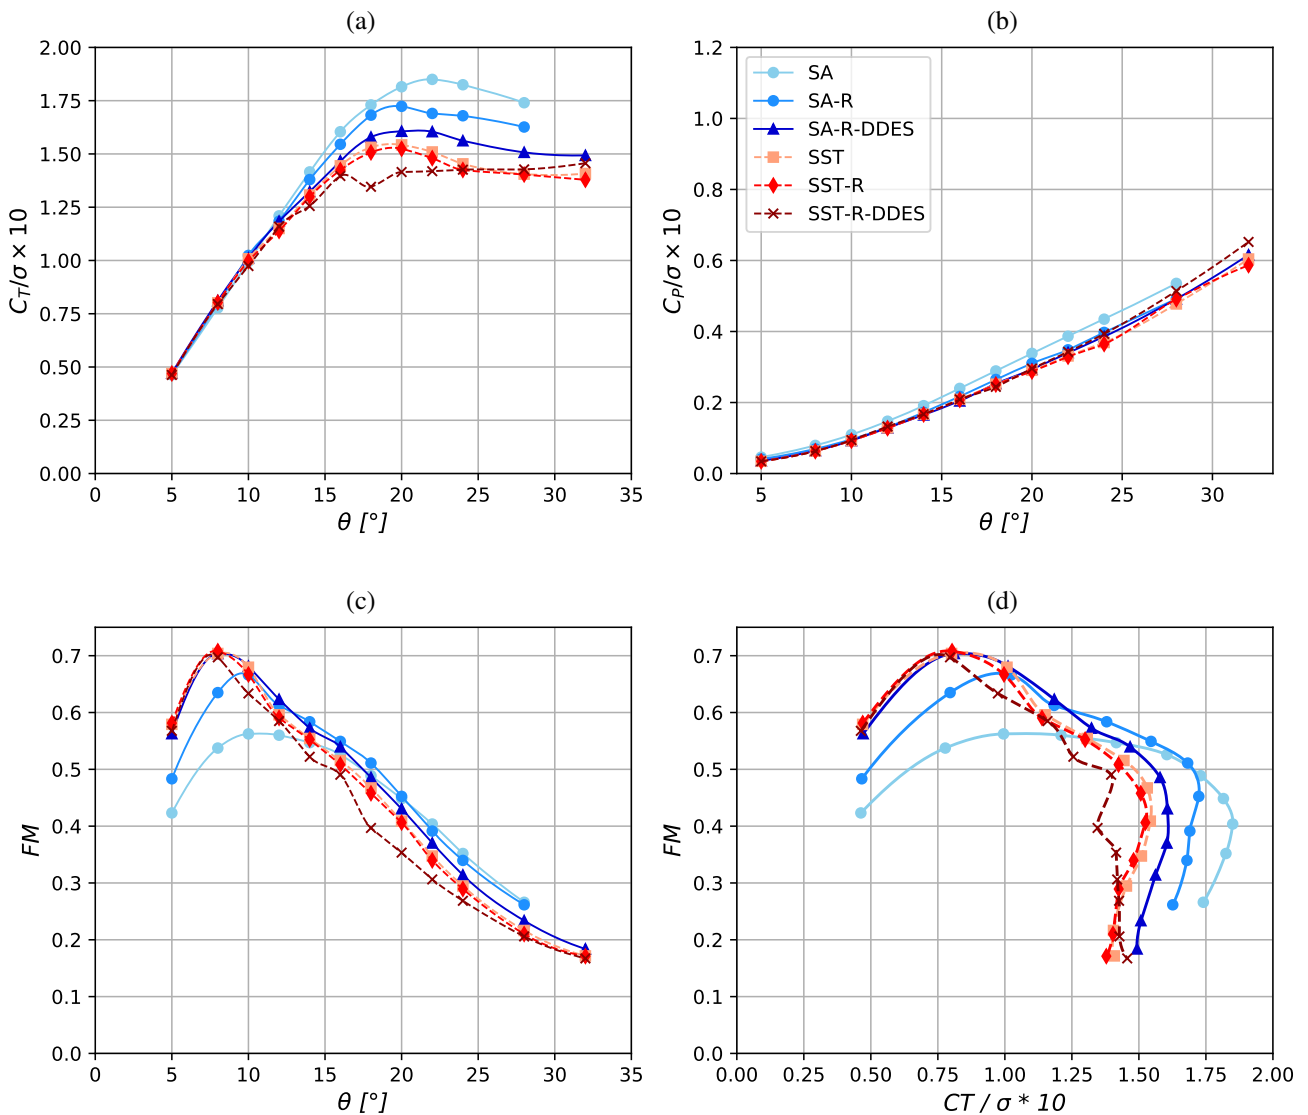 (a)
2.00
1.75
1.50
1.25
1.00
0.75
0.50
0.25
0.00
C_T/σ × 10
0 5 10 15 20 25 30 35
θ [°]
(b)
1.2
1.0
0.8
0.6
0.4
0.2
0.0
C_P/σ × 10
SA
SA-R
SA-R-DDES
SST
SST-R
SST-R-DDES
5 10 15 20 25 30
θ [°]
(c)
0.7
0.6
0.5
0.4
0.3
0.2
0.1
0.0
FM
0 5 10 15 20 25 30 35
θ [°]
(d)
0.7
0.6
0.5
0.4
0.3
0.2
0.1
0.0
FM
0.00 0.25 0.50 0.75 1.00 1.25 1.50 1.75 2.00
CT / σ * 10